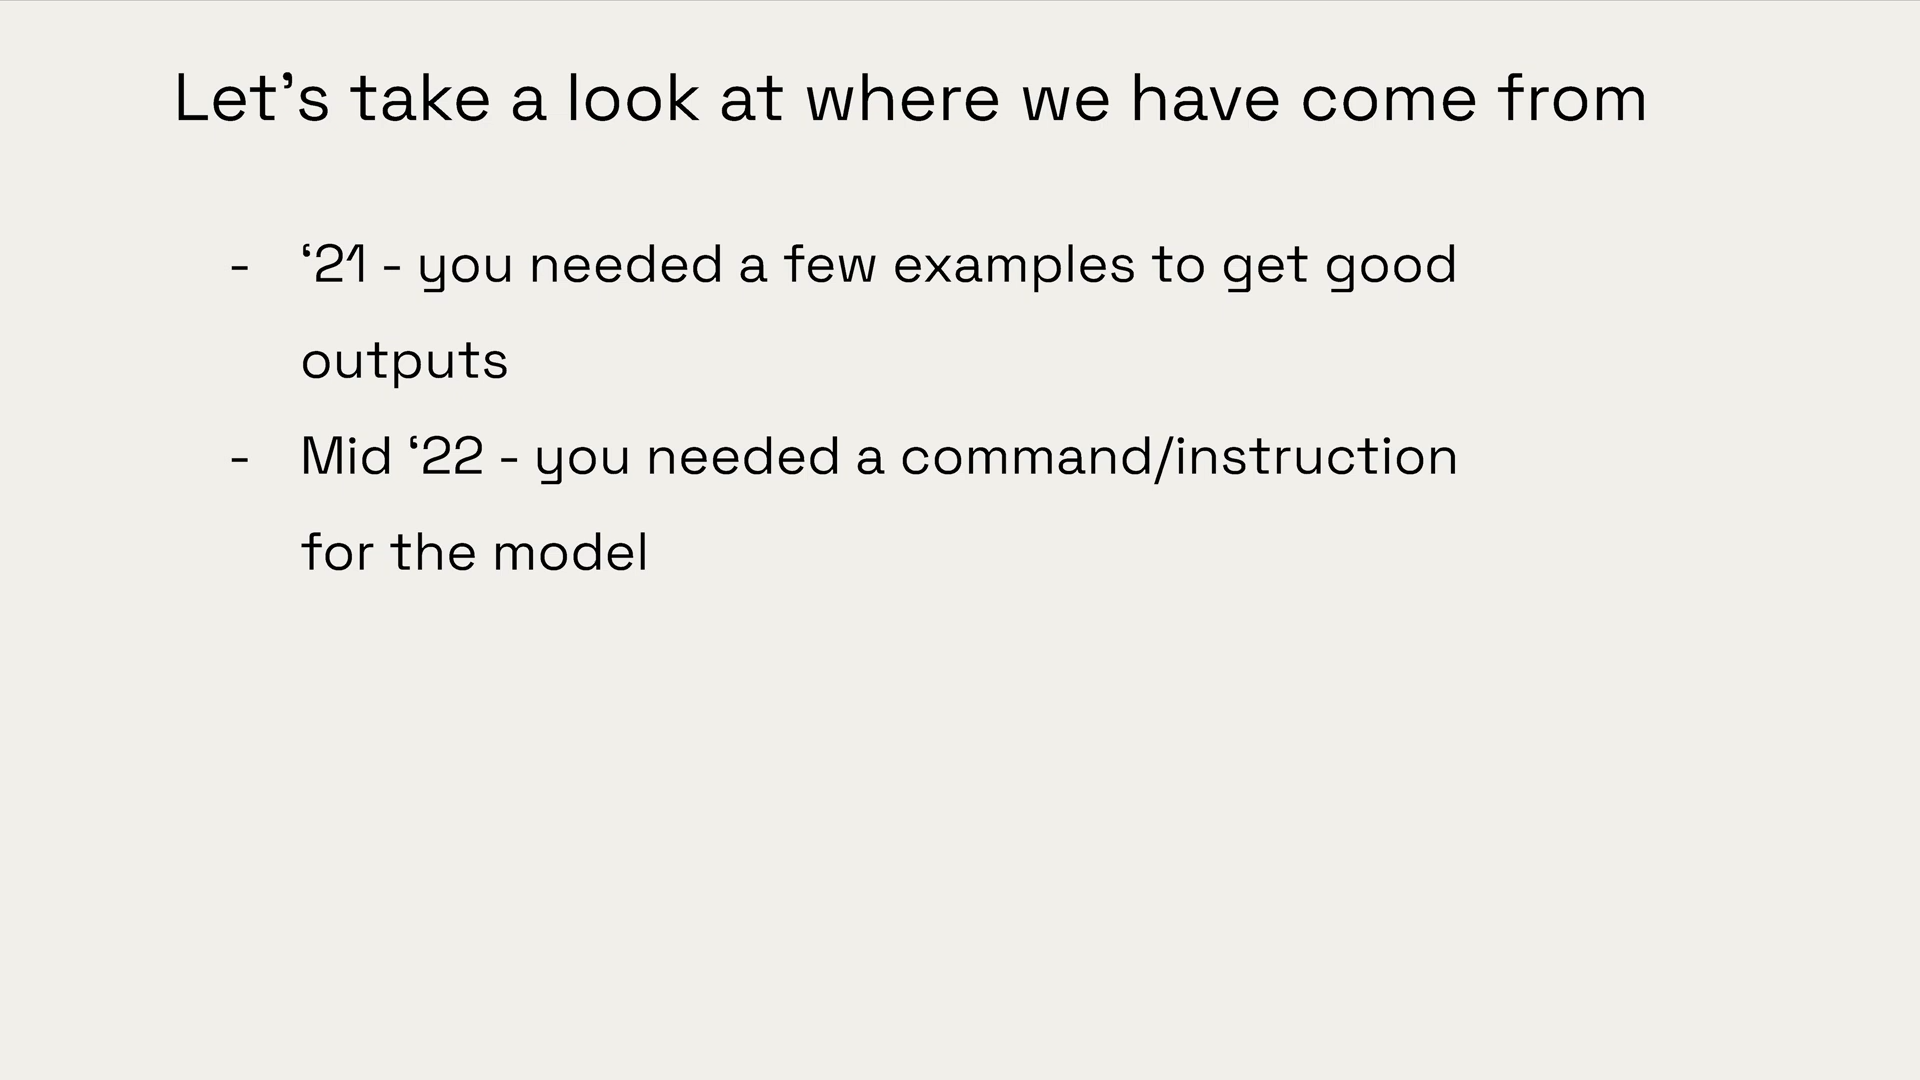 Let’s take a look at where we have come from
- ‘21 - you needed a few examples to get good
outputs
- Mid ‘22 - you needed a command/instruction
for the model